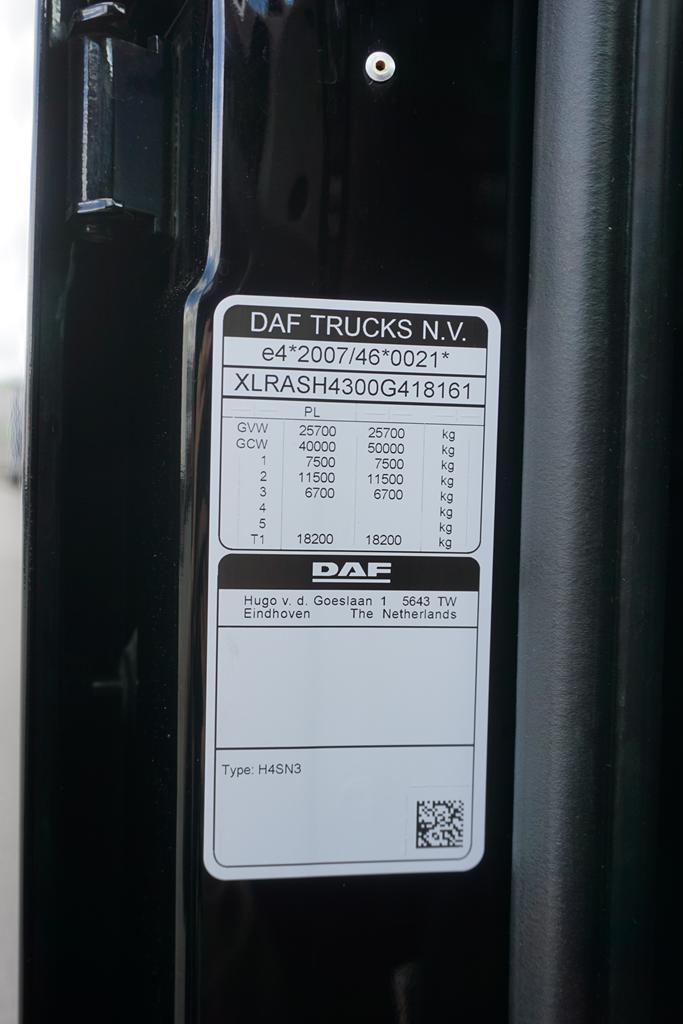 DAF TRUCKS N.V.
e4*2007/46*0021*
XLRASH4300G418161
PL
GVW 25700 25700 kg
GCW 40000 50000 kg
1 7500 7500 kg
2 11500 11500 kg
3 6700 6700 kg
4 kg
5 kg
T1 18200 18200 kg
DAF
Hugo v. d. Goeslaan 1 5643 TW
Eindhoven The Netherlands
Type: H4SN3